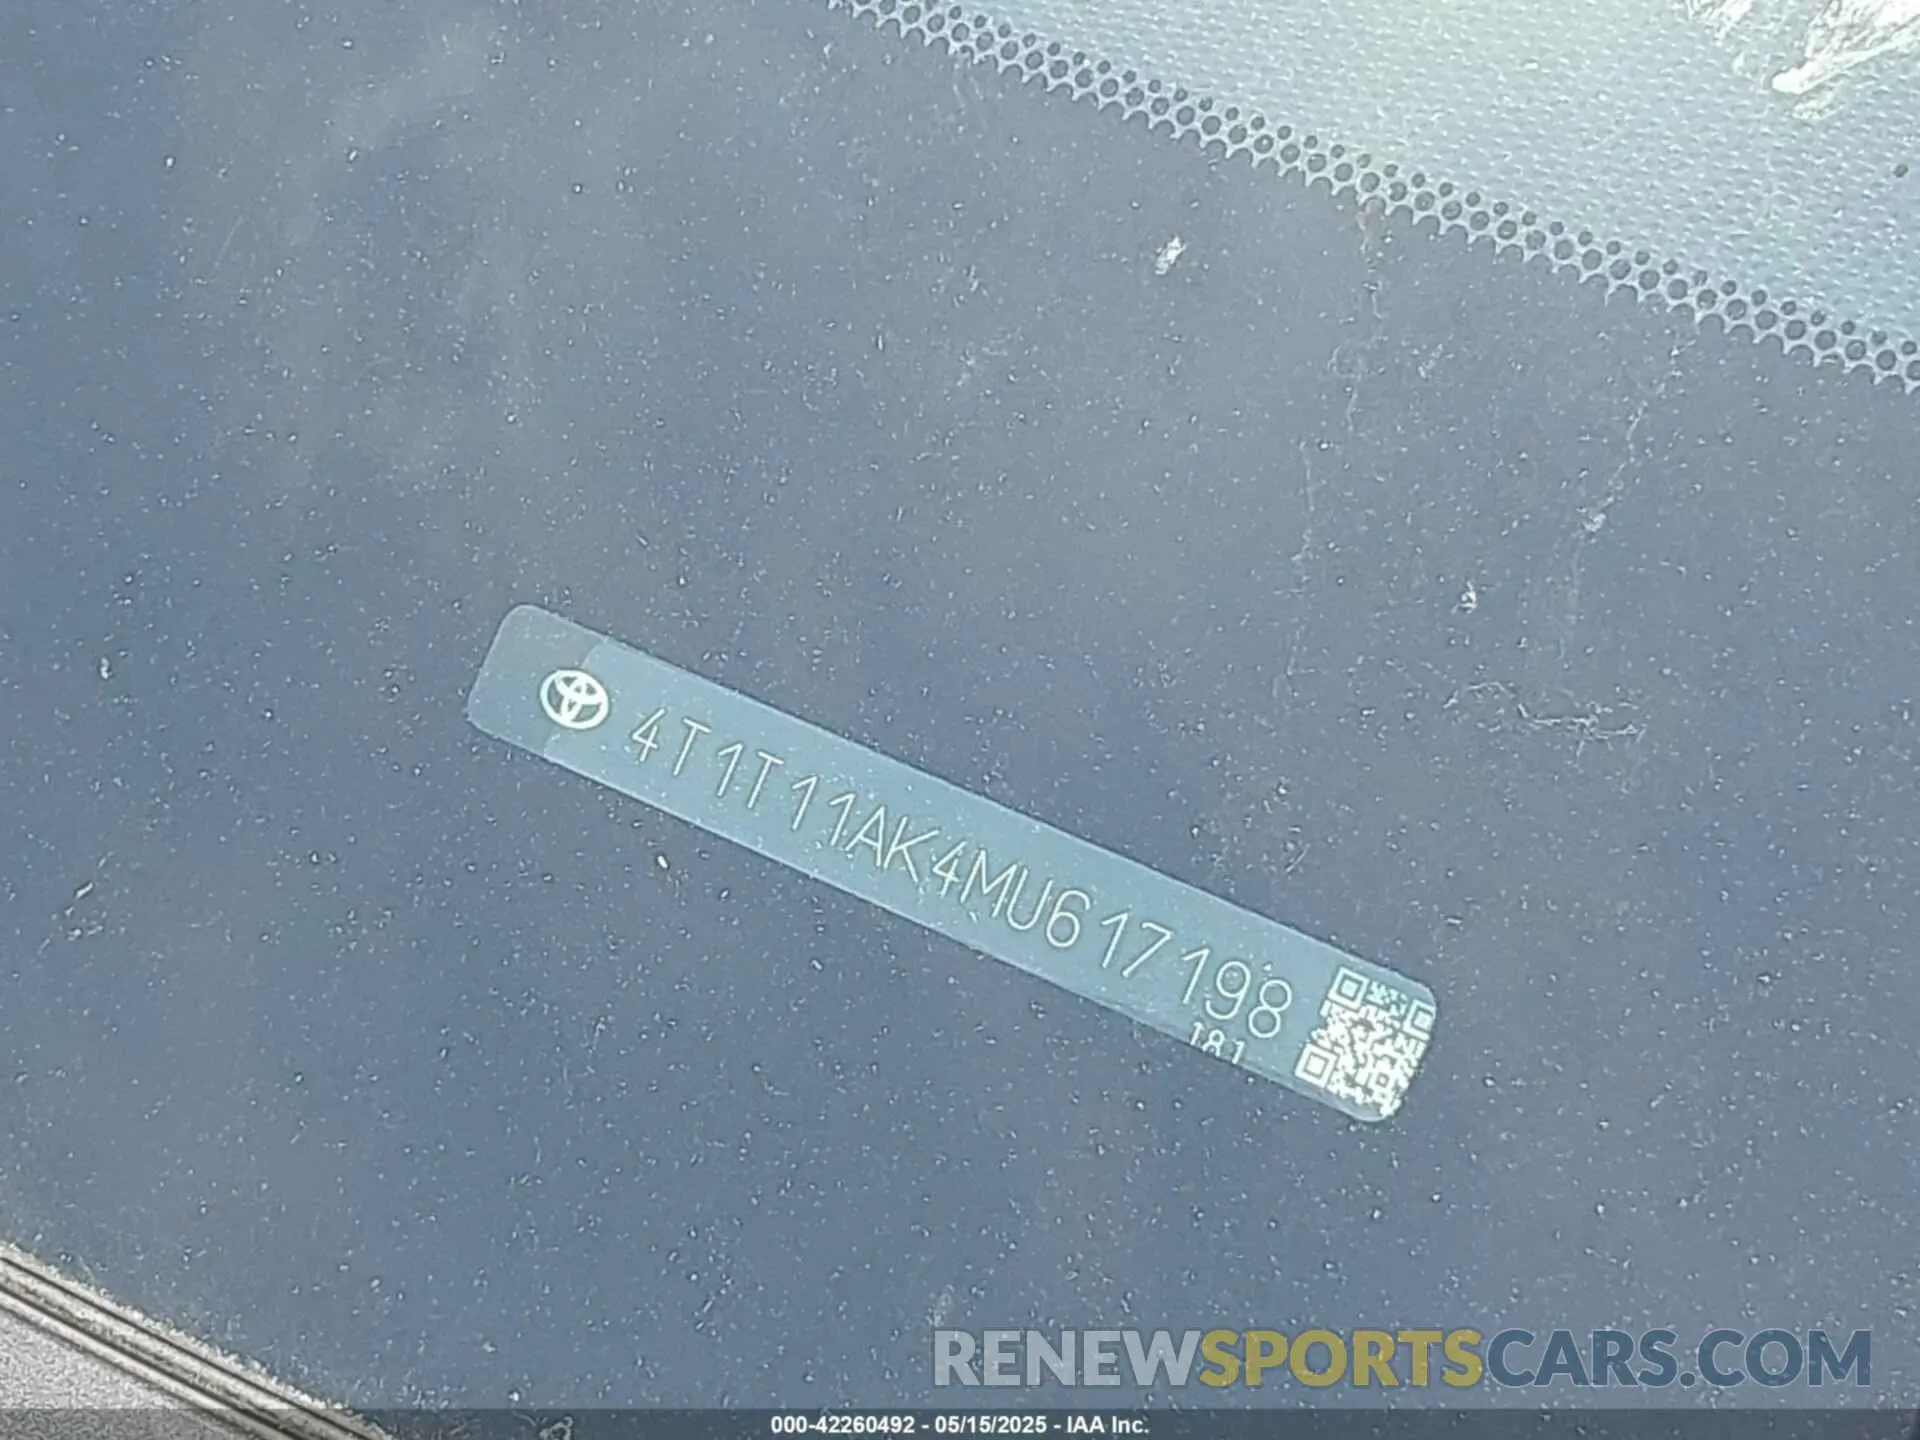 4T1T11AK4MU617198
181
RENEWSPORTSCARS.COM
000-42260492 - 05/15/2025 - IAA Inc.